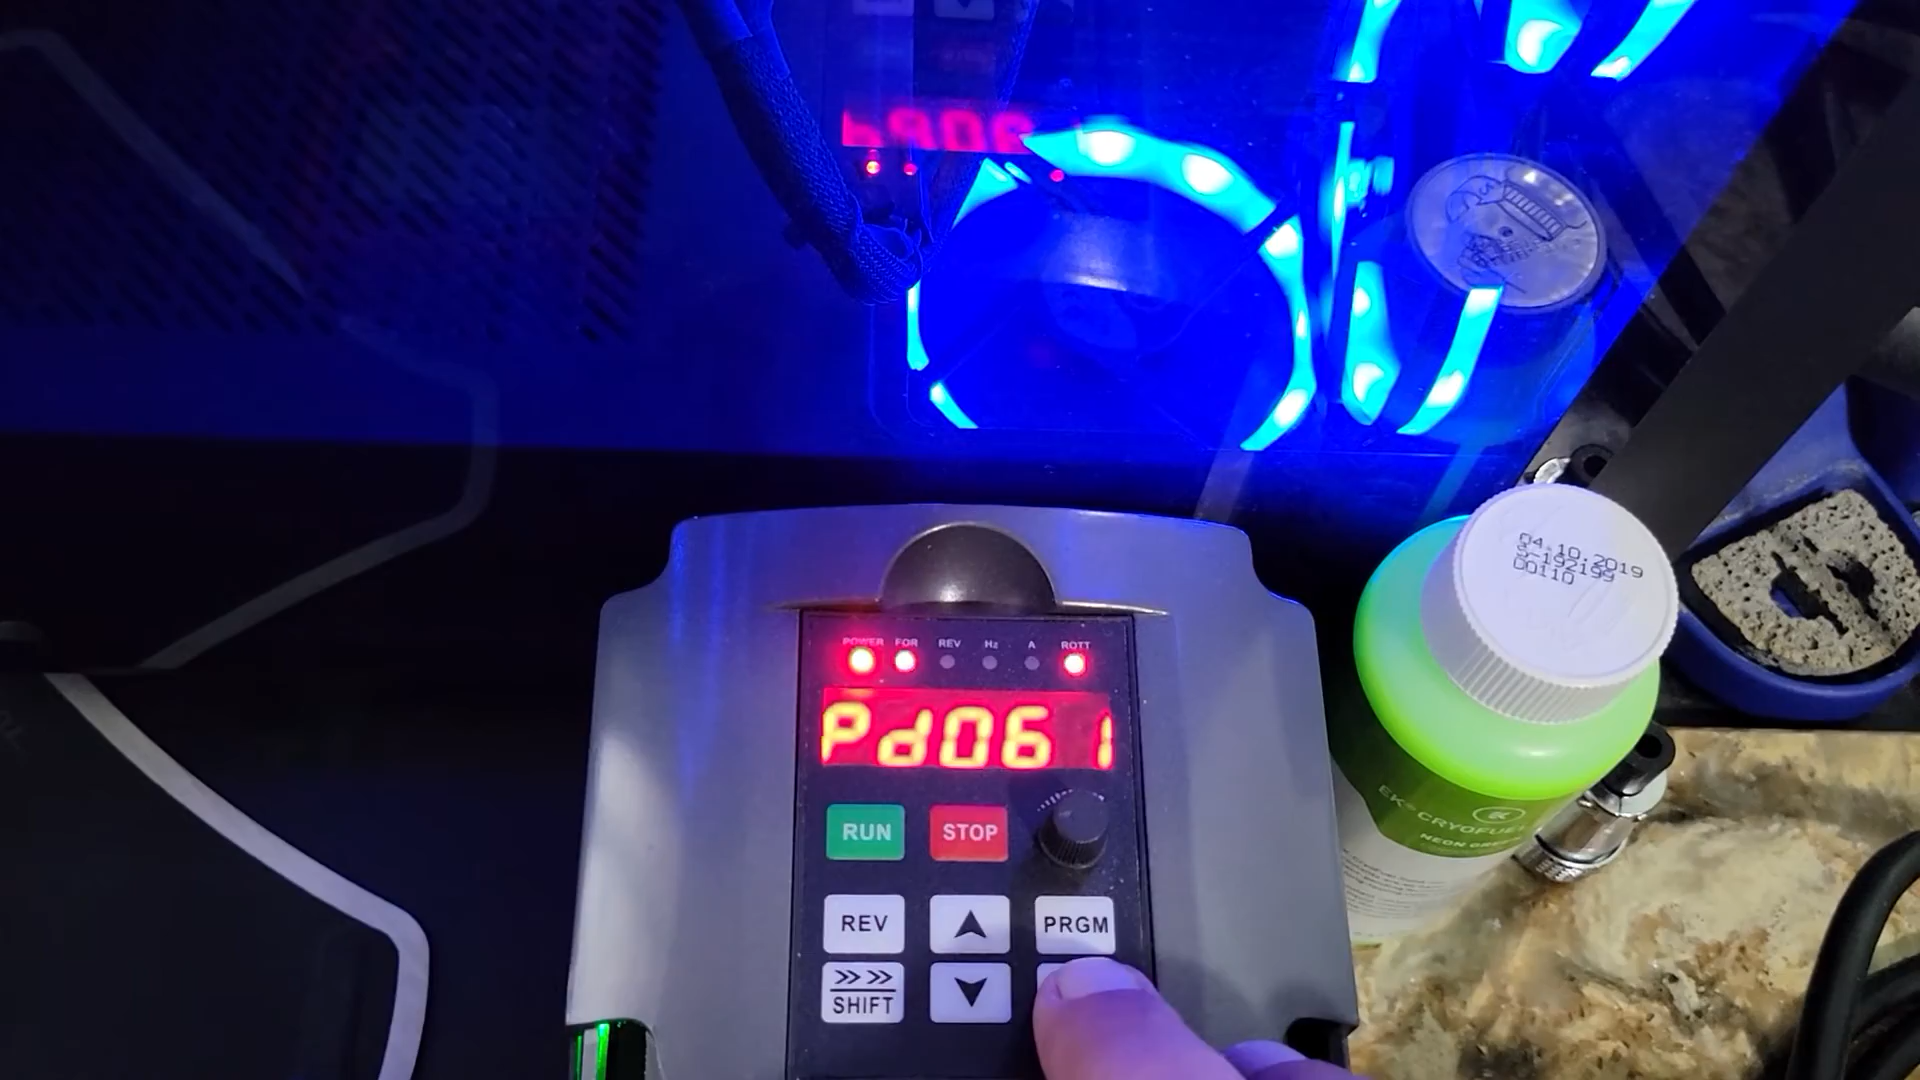 POWER FOR REV Hz A ROTT
Pd061
RUN STOP
REV PRGM
SHIFT
04.10.2019
S-192199
00110
EK
CRYOFUEL
NEON GREEN